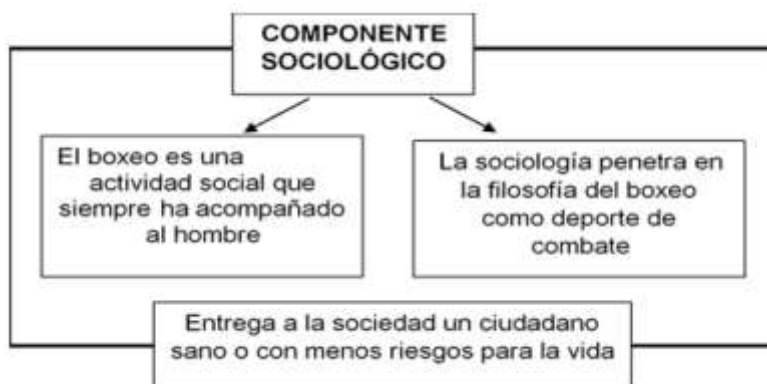 COMPONENTE
SOCIOLÓGICO
El boxeo es una
actividad social que
siempre ha acompañado
al hombre
La sociología penetra en
la filosofía del boxeo
como deporte de
combate
Entrega a la sociedad un ciudadano
sano o con menos riesgos para la vida